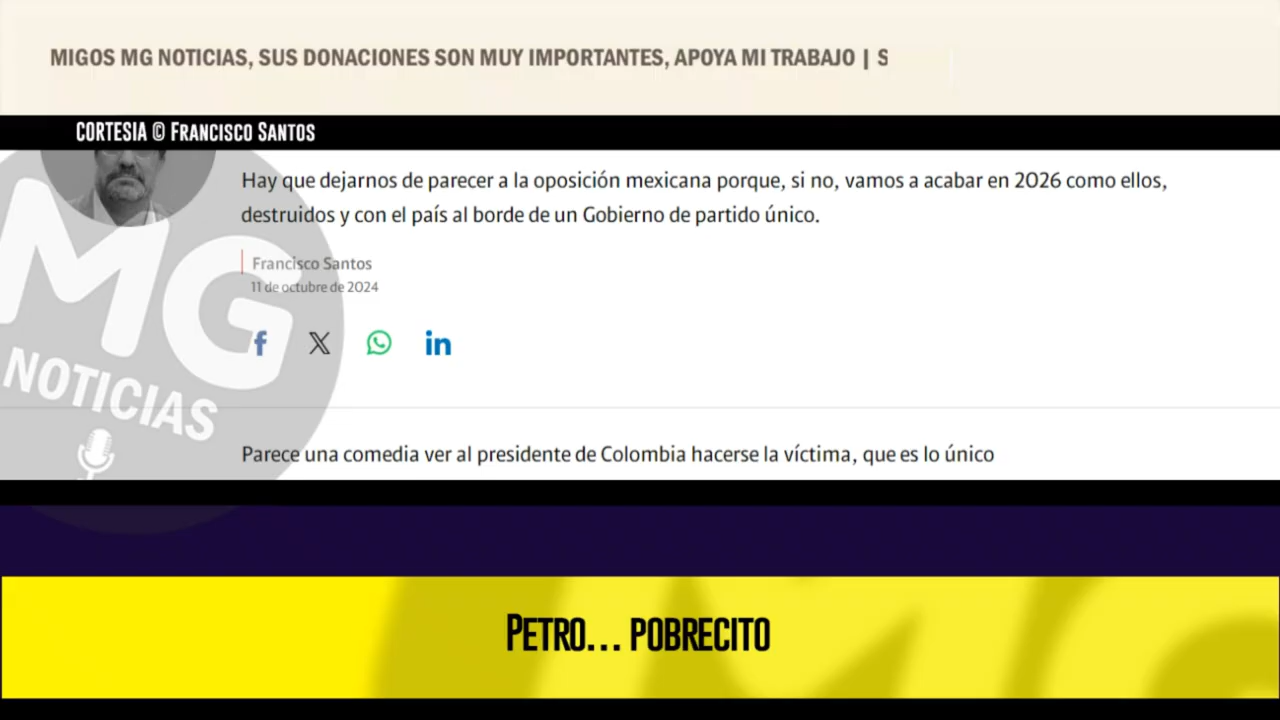 MIGOS MG NOTICIAS, SUS DONACIONES SON MUY IMPORTANTES, APOYA MI TRABAJO | S
CORTESIA © FRANCISCO SANTOS
Hay que dejarnos de parecer a la oposición mexicana porque, si no, vamos a acabar en 2026 como ellos,
destruidos y con el país al borde de un Gobierno de partido único.
Francisco Santos
11 de octubre de 2024
MG
NOTICIAS
Parece una comedia ver al presidente de Colombia hacerse la víctima, que es lo único
PETRO... POBRECITO